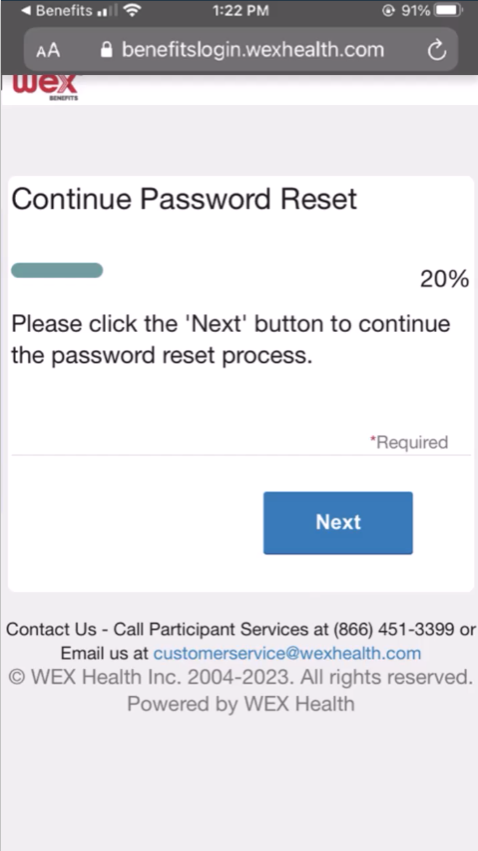 Benefits
1:22 PM
91%
AA benefitslogin.wexhealth.com
wex
BENEFITS
Continue Password Reset
20%
Please click the 'Next' button to continue
the password reset process.
*Required
Next
Contact Us - Call Participant Services at (866) 451-3399 or
Email us at customerservice@wexhealth.com
© WEX Health Inc. 2004-2023. All rights reserved.
Powered by WEX Health